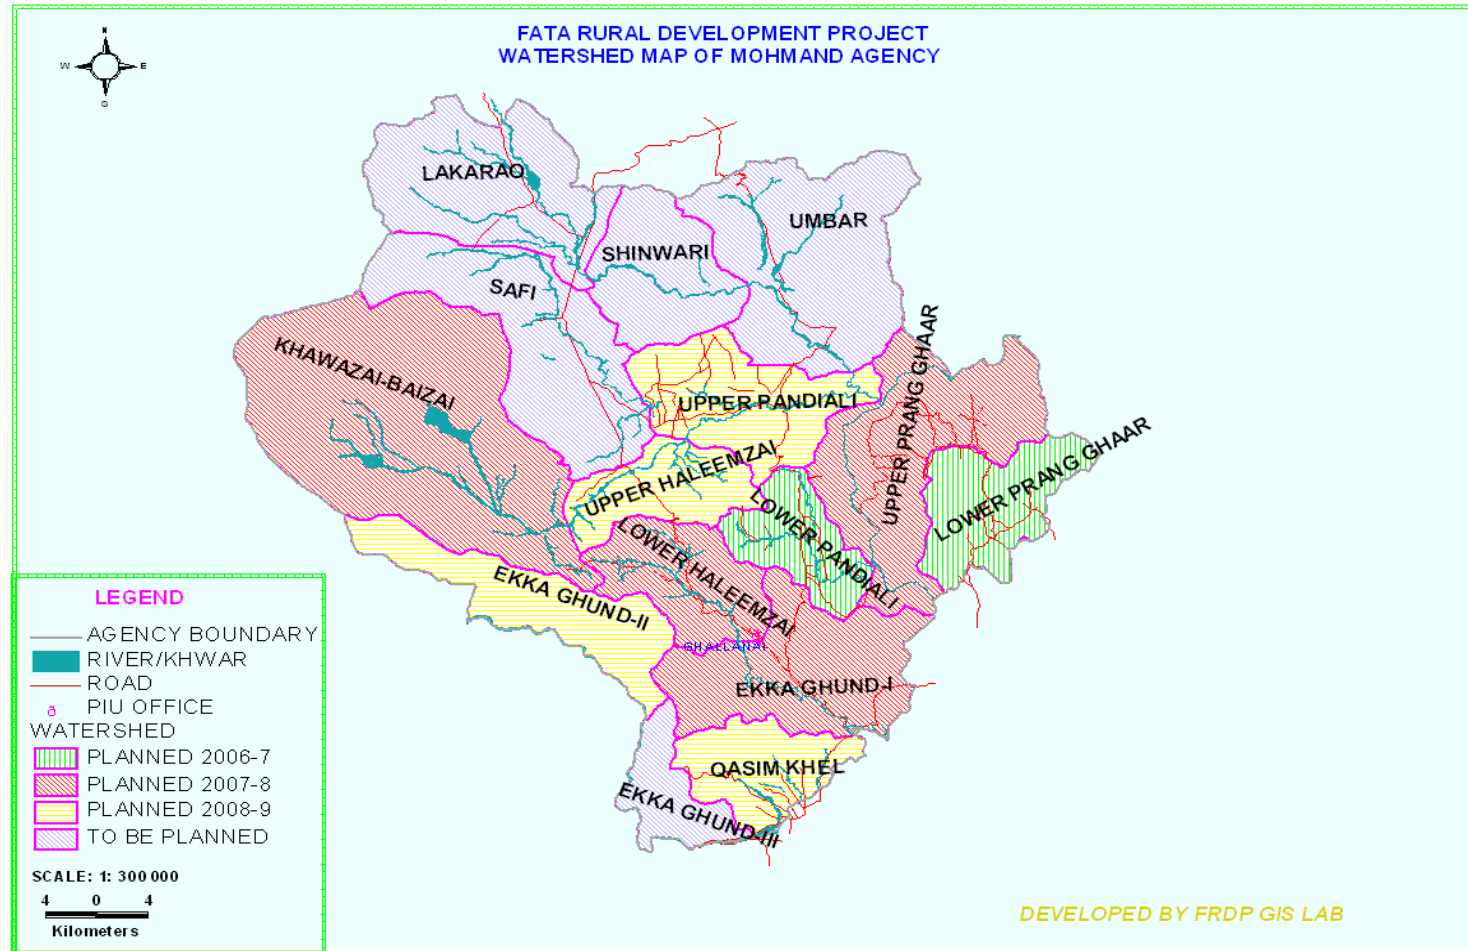 FATA RURAL DEVELOPMENT PROJECT
WATERSHED MAP OF MOHMAND AGENCY
N
W E
S
LAKARAO
UMBAR
SHINWARI
SAFI
KHAWAZAI-BAIZAI
UPPER PRANG GHAAR
UPPER PANDIALI
LOWER PRANG GHAAR
UPPER HALEEMZAI
LOWER PANDIALI
LOWER HALEEMZAI
EKKA GHUND-II
GHALLANAI
EKKA GHUND-I
QASIM KHEL
EKKA GHUND-III
LEGEND
AGENCY BOUNDARY
RIVER/KHWAR
ROAD
PIU OFFICE
WATERSHED
PLANNED 2006-7
PLANNED 2007-8
PLANNED 2008-9
TO BE PLANNED
SCALE: 1: 300 000
4 0 4
Kilometers
DEVELOPED BY FRDP GIS LAB